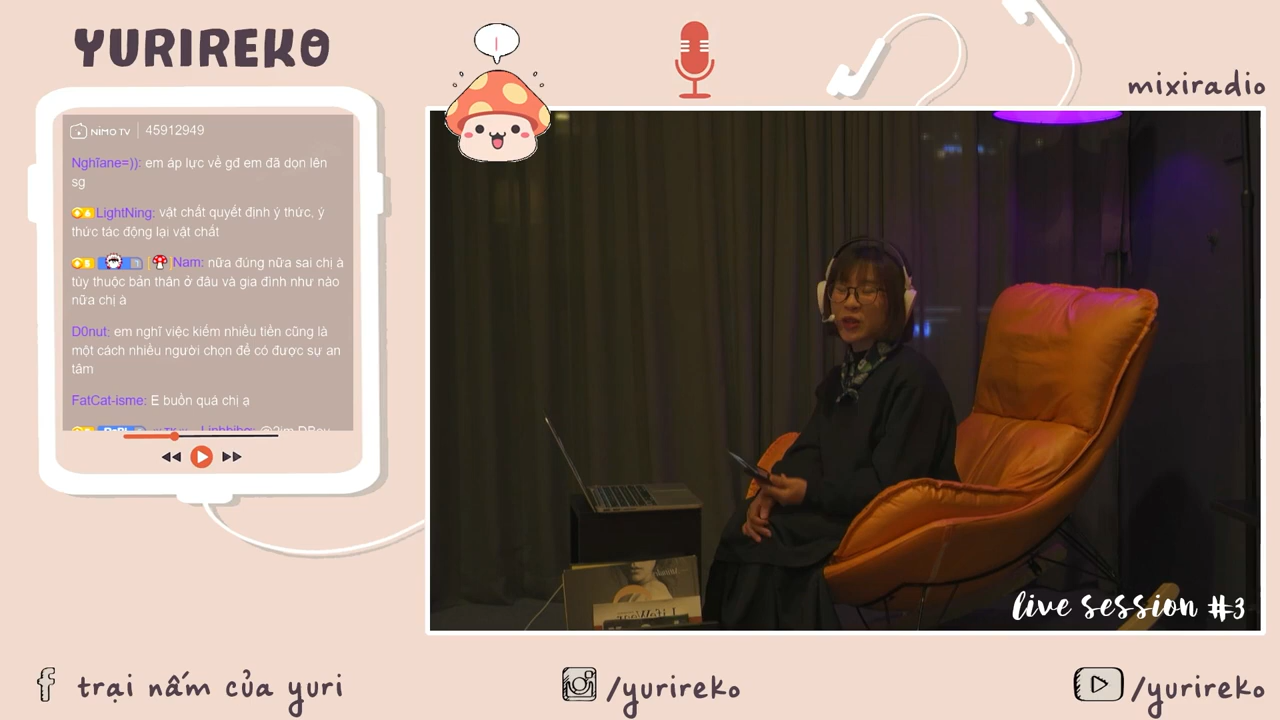 YURIREKO
mixiradio
NIMO TV | 45912949
Nghĩane=)): em áp lực về gđ em đã dọn lên
sg
LightNing: vật chất quyết định ý thức, ý
thức tác động lại vật chất
Nam: nữa đúng nữa sai chị à
tùy thuộc bản thân ở đâu và gia đình như nào
nữa chị à
D0nut: em nghĩ việc kiếm nhiều tiền cũng là
một cách nhiều người chọn để có được sự an
tâm
FatCat-isme: E buồn quá chị ạ
live session #3
trại nấm của yuri
/yurireko
/yurireko